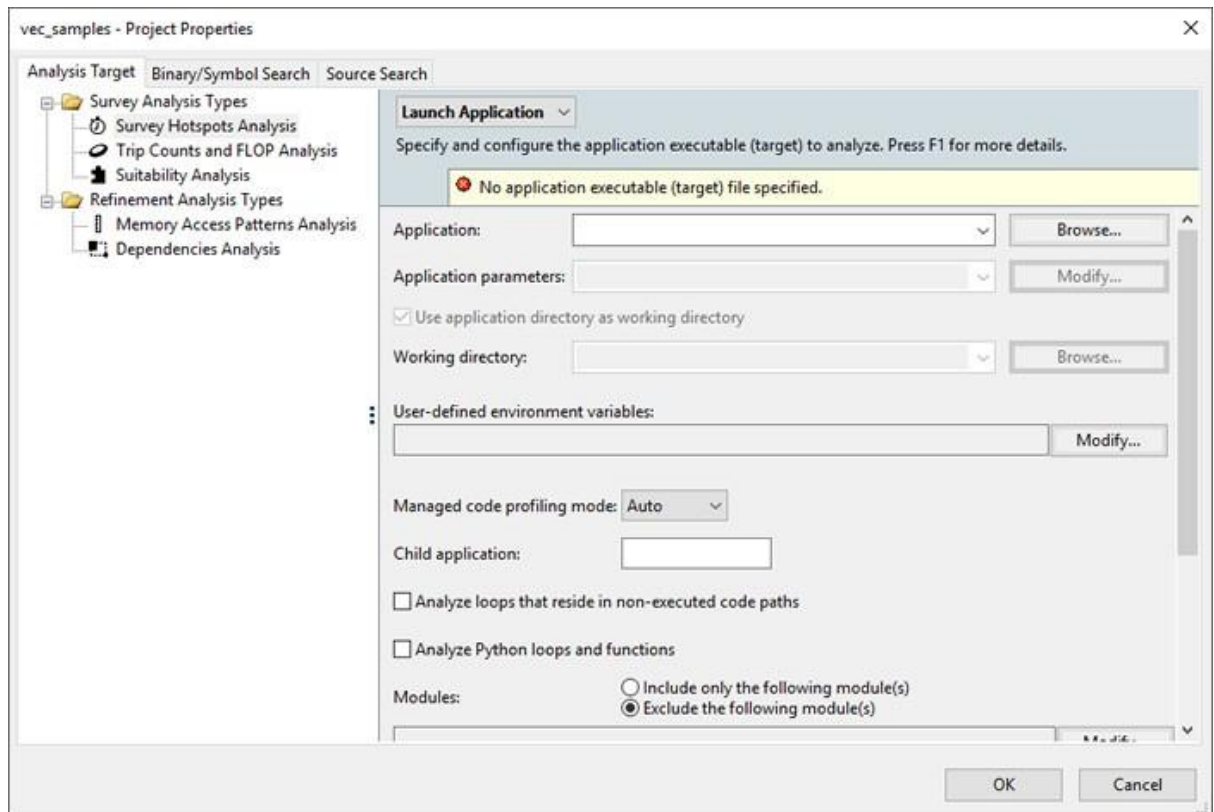 vec_samples - Project Properties
Analysis Target Binary/Symbol Search Source Search
Survey Analysis Types
Survey Hotspots Analysis
Trip Counts and FLOP Analysis
Suitability Analysis
Refinement Analysis Types
Memory Access Patterns Analysis
Dependencies Analysis
Launch Application
Specify and configure the application executable (target) to analyze. Press F1 for more details.
No application executable (target) file specified.
Application: Browse...
Application parameters: Modify...
Use application directory as working directory
Working directory: Browse...
User-defined environment variables:
Modify...
Managed code profiling mode: Auto
Child application:
Analyze loops that reside in non-executed code paths
Analyze Python loops and functions
Modules: Include only the following module(s)
Exclude the following module(s)
OK Cancel